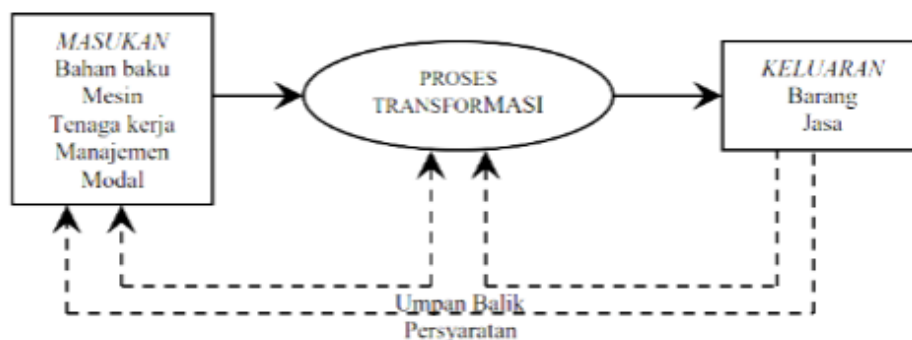 MASUKAN
Bahan baku
Mesin
Tenaga kerja
Manajemen
Modal
PROSES
TRANSFORMASI
KELUARAN
Barang
Jasa
Umpan Balik
Persyaratan